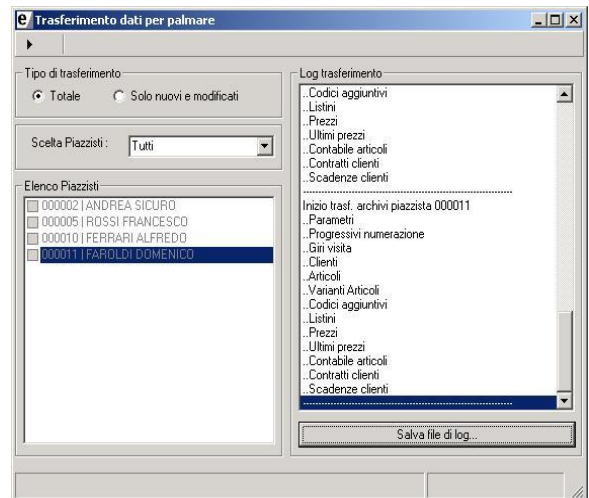 e Trasferimento dati per palmare
Tipo di trasferimento
Totale
Solo nuovi e modificati
Scelta Piazzisti :
Tutti
Elenco Piazzisti
000002 | ANDREA SICURO
000005 | ROSSI FRANCESCO
000010 | FERRARI ALFREDO
000011 | FAROLDI DOMENICO
Log trasferimento
..Codici aggiuntivi
..Listini
..Prezzi
..Ultimi prezzi
..Contabile articoli
..Contratti clienti
..Scadenze clienti
Inizio trasf. archivi piazzista 000011
..Parametri
..Progressivi numerazione
..Giri visita
..Clienti
..Articoli
..Varianti Articoli
..Codici aggiuntivi
..Listini
..Prezzi
..Ultimi prezzi
..Contabile articoli
..Contratti clienti
..Scadenze clienti
Salva file di log...